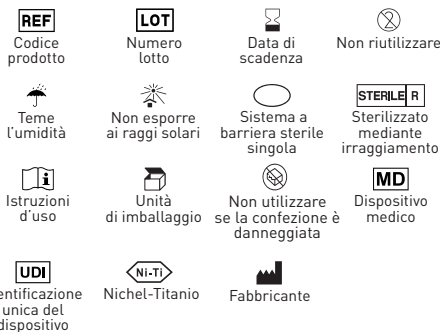 REF
LOT
Codice
prodotto
Numero
lotto
Data di
scadenza
Non riutilizzare
STERILE R
Teme
l'umidità
Non esporre
ai raggi solari
Sistema a
barriera sterile
singola
Sterilizzato
mediante
irraggiamento
MD
Istruzioni
d'uso
Unità
di imballaggio
Non utilizzare
se la confezione è
danneggiata
Dispositivo
medico
UDI
Ni-Ti
entificazione
unica del
dispositivo
Nichel-Titanio
Fabbricante